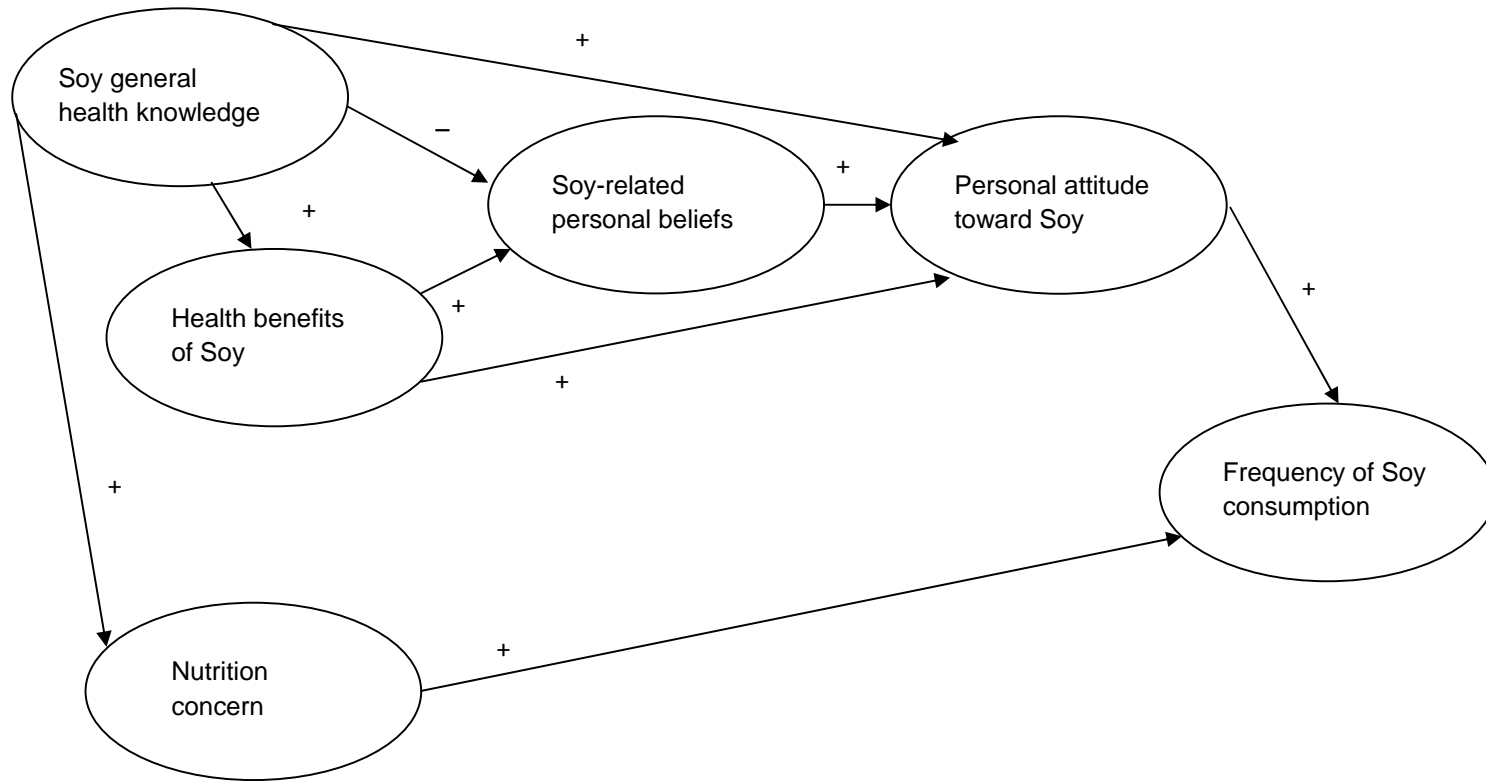 +
Soy general
health knowledge
–
+
Soy-related
personal beliefs
+
Personal attitude
toward Soy
+
Health benefits
of Soy
+
+
+
Frequency of Soy
consumption
+
Nutrition
concern
+